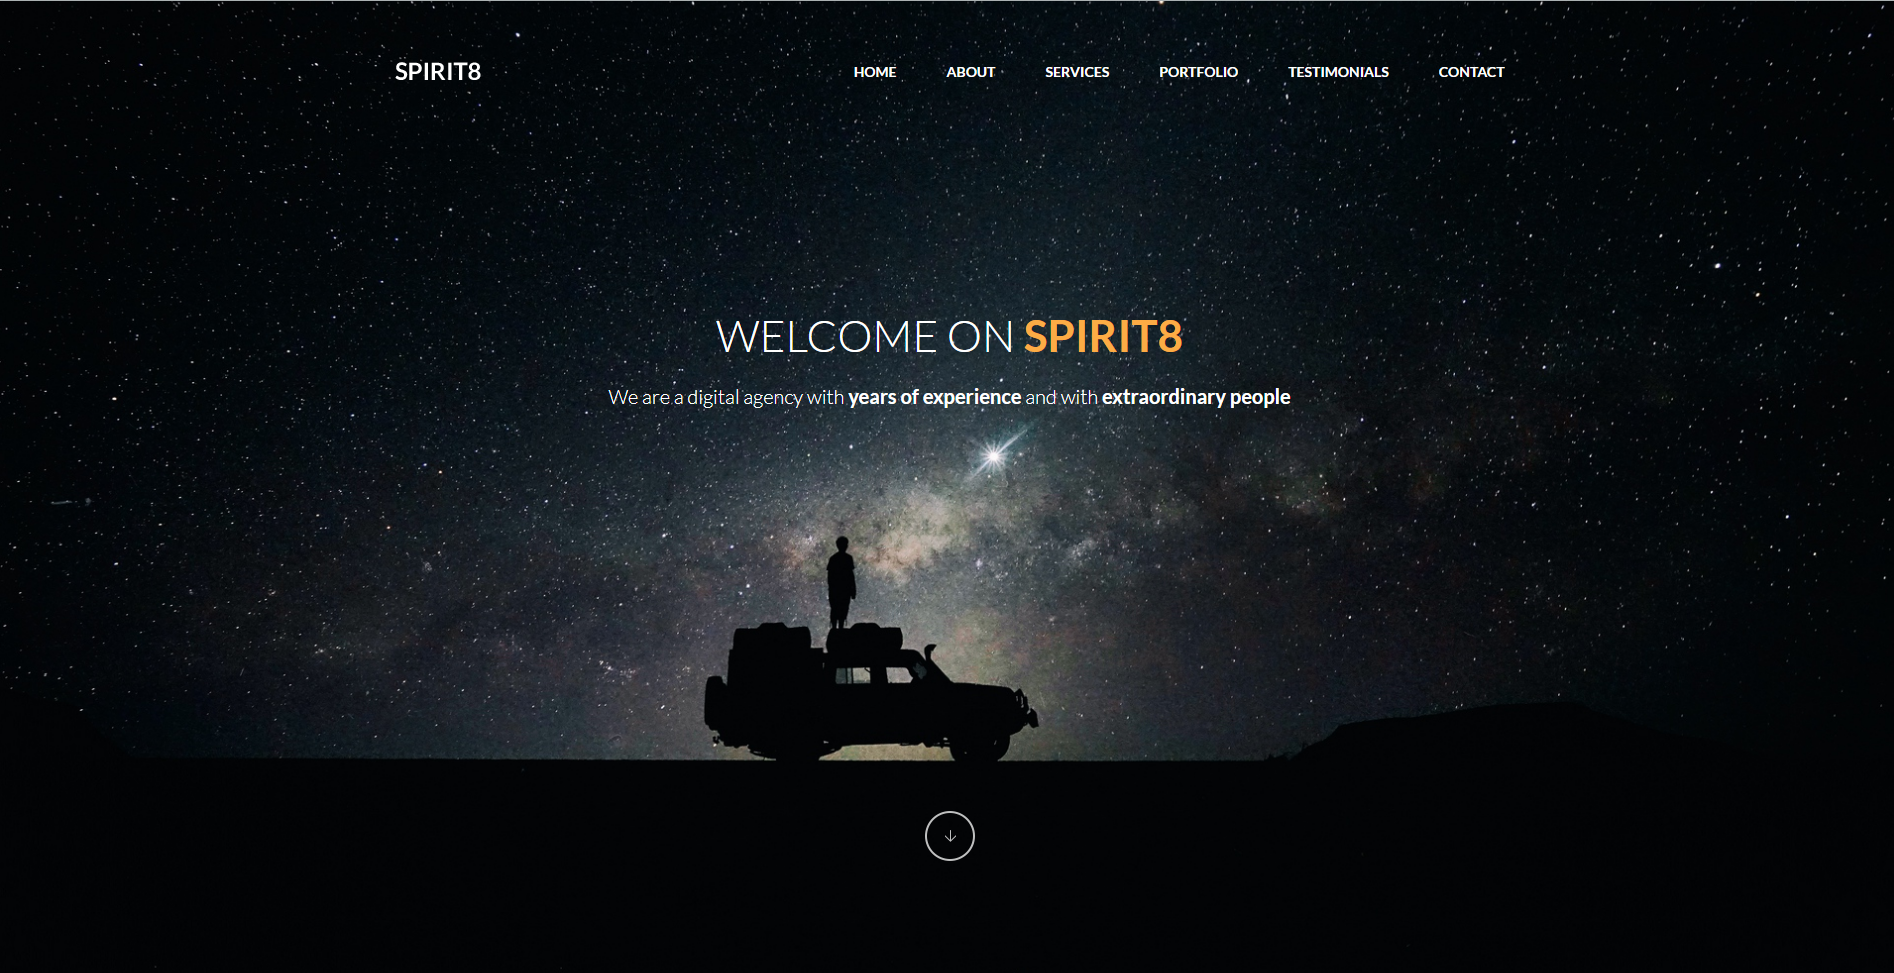 SPIRIT8
HOME ABOUT SERVICES PORTFOLIO TESTIMONIALS CONTACT
WELCOME ON SPIRIT8
We are a digital agency with years of experience and with extraordinary people